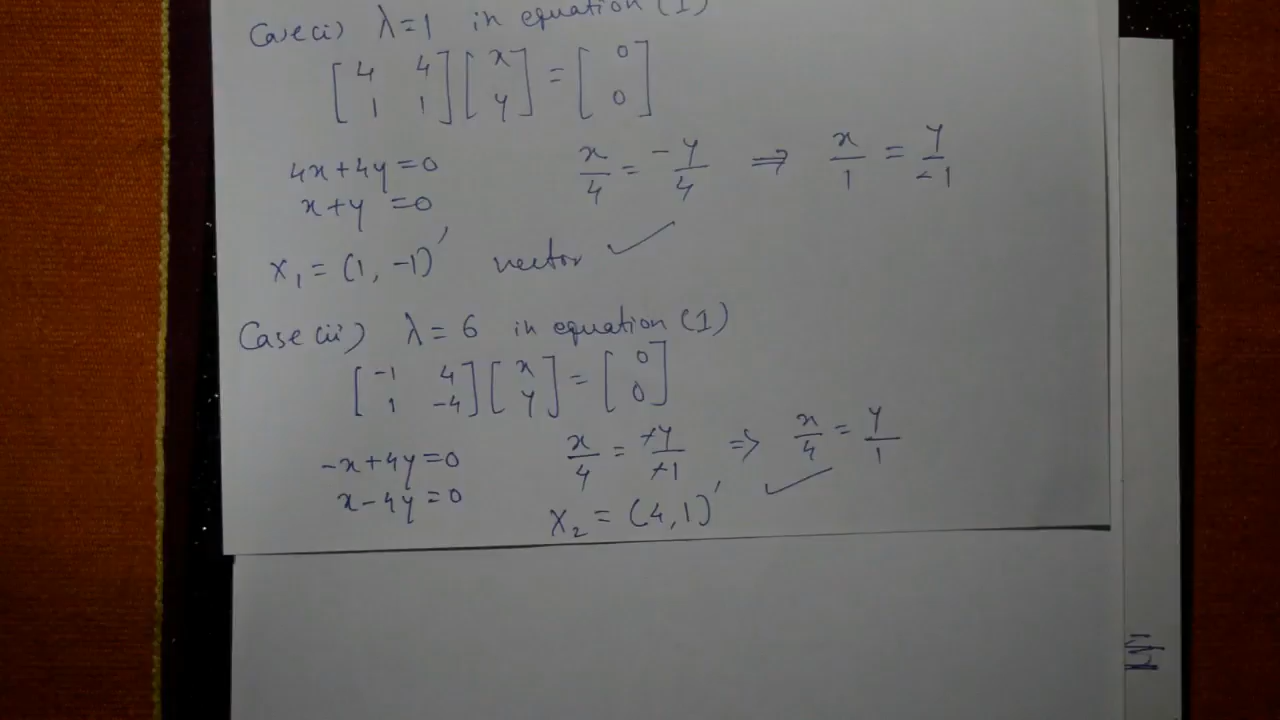 Case(i) λ=1 in equation (1)
[4 4
1 1] [x
y] = [0
0]
4x+4y=0 x/4 = -y/4 ⇒ x/1 = y/-1
x+y =0
X₁ = (1, -1)' vector ✓
Case(ii) λ = 6 in equation (1)
[-1 4
1 -4] [x
y] = [0
0]
-x+4y=0 x/4 = -y/-1 ⇒ x/4 = y/1
x-4y=0
X₂ = (4,1)' ✓